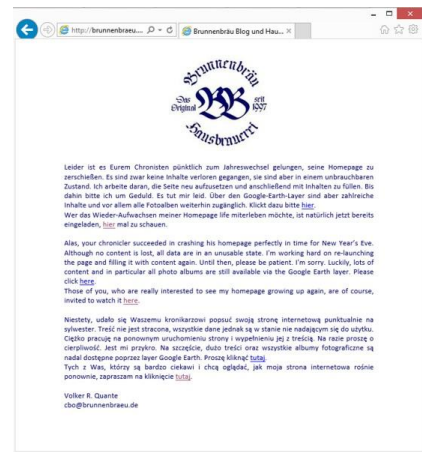 http://brunnenbraeu....
Brunnenbräu Blog und Hau...
Brunnenbräu
Das Original
BB
seit 1997
Hausbrauerei
Leider ist es Eurem Chronisten pünktlich zum Jahreswechsel gelungen, seine Homepage zu
zerschießen. Es sind zwar keine Inhalte verloren gegangen, sie sind aber in einem unbrauchbaren
Zustand. Ich arbeite daran, die Seite neu aufzusetzen und anschließend mit Inhalten zu füllen. Bis
dahin bitte ich um Geduld. Es tut mir leid. Über den Google-Earth-Layer sind aber zahlreiche
Inhalte und vor allem alle Fotoalben weiterhin zugänglich. Klickt dazu bitte hier.
Wer das Wieder-Aufwachsen meiner Homepage life miterleben möchte, ist natürlich jetzt bereits
eingeladen, hier mal zu schauen.
Alas, your chronicler succeeded in crashing his homepage perfectly in time for New Year's Eve.
Although no content is lost, all data are in an unusable state. I'm working hard on re-launching
the page and filling it with content again. Until then, please be patient. I'm sorry. Luckily, lots of
content and in particular all photo albums are still available via the Google Earth layer. Please
click here.
Those of you, who are really interested to see my homepage growing up again, are of course,
invited to watch it here.
Niestety, udało się Waszemu kronikarzowi popsuć swoją stronę internetową punktualnie na
sylwester. Treść nie jest stracona, wszystkie dane jednak są w stanie nie nadającym się do użytku.
Ciężko pracuję na ponownym uruchomieniu strony i wypełnieniu jej z treścią. Na razie proszę o
cierpliwość. Jest mi przykro. Na szczęście, dużo treści oraz wszystkie albumy fotograficzne są
nadal dostępne poprzez layer Google Earth. Proszę kliknąć tutaj.
Tych z Was, którzy są bardzo ciekawi i chcą oglądać, jak moja strona internetowa rośnie
ponownie, zapraszam na kliknięcie tutaj.
Volker R. Quante
cbo@brunnenbraeu.de